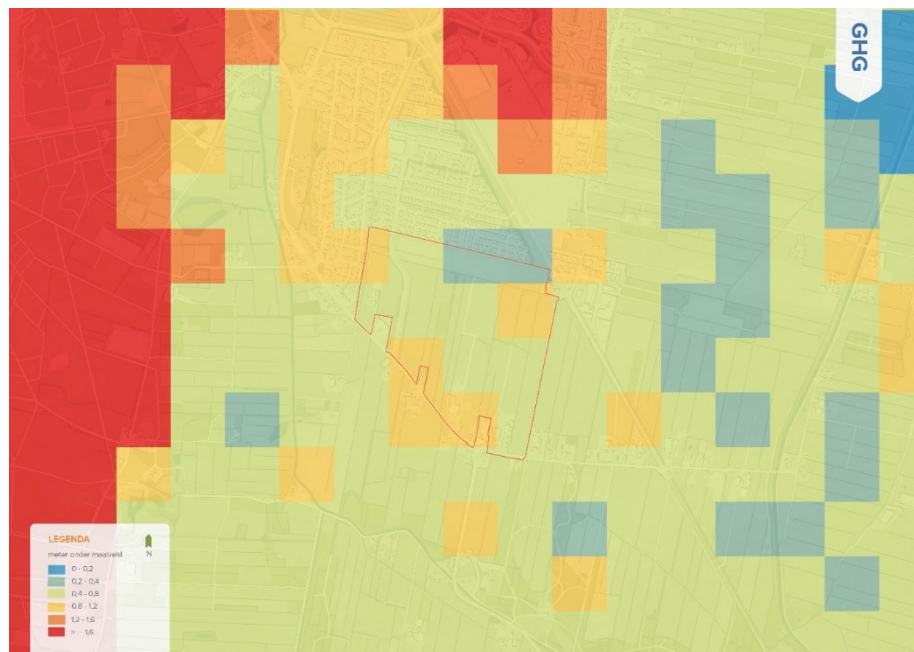 GHG
LEGENDA
meter onder maaiveld
N
0 - 0,2
0,2 - 0,4
0,4 - 0,8
0,8 - 1,2
1,2 - 1,6
> 1,6